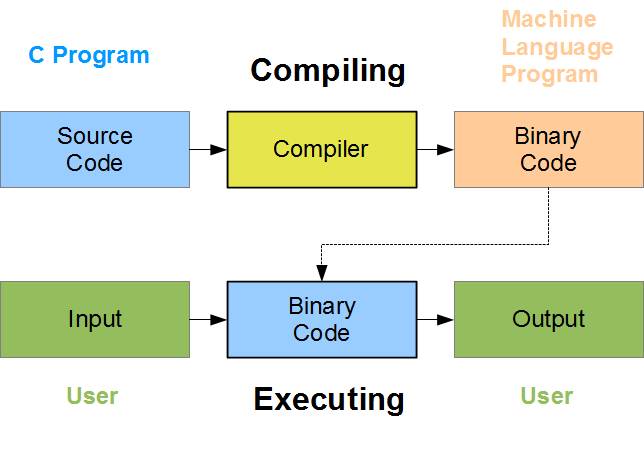 Machine
Language
Program
C Program
Compiling
Source
Code
Compiler
Binary
Code
Input
Binary
Code
Output
User
Executing
User